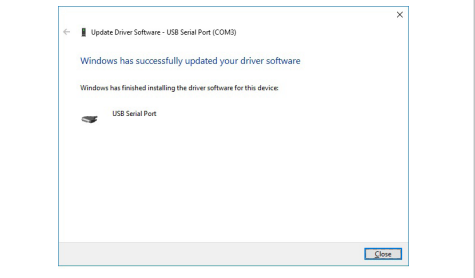 Update Driver Software - USB Serial Port (COM3)
Windows has successfully updated your driver software
Windows has finished installing the driver software for this device:
USB Serial Port
Close